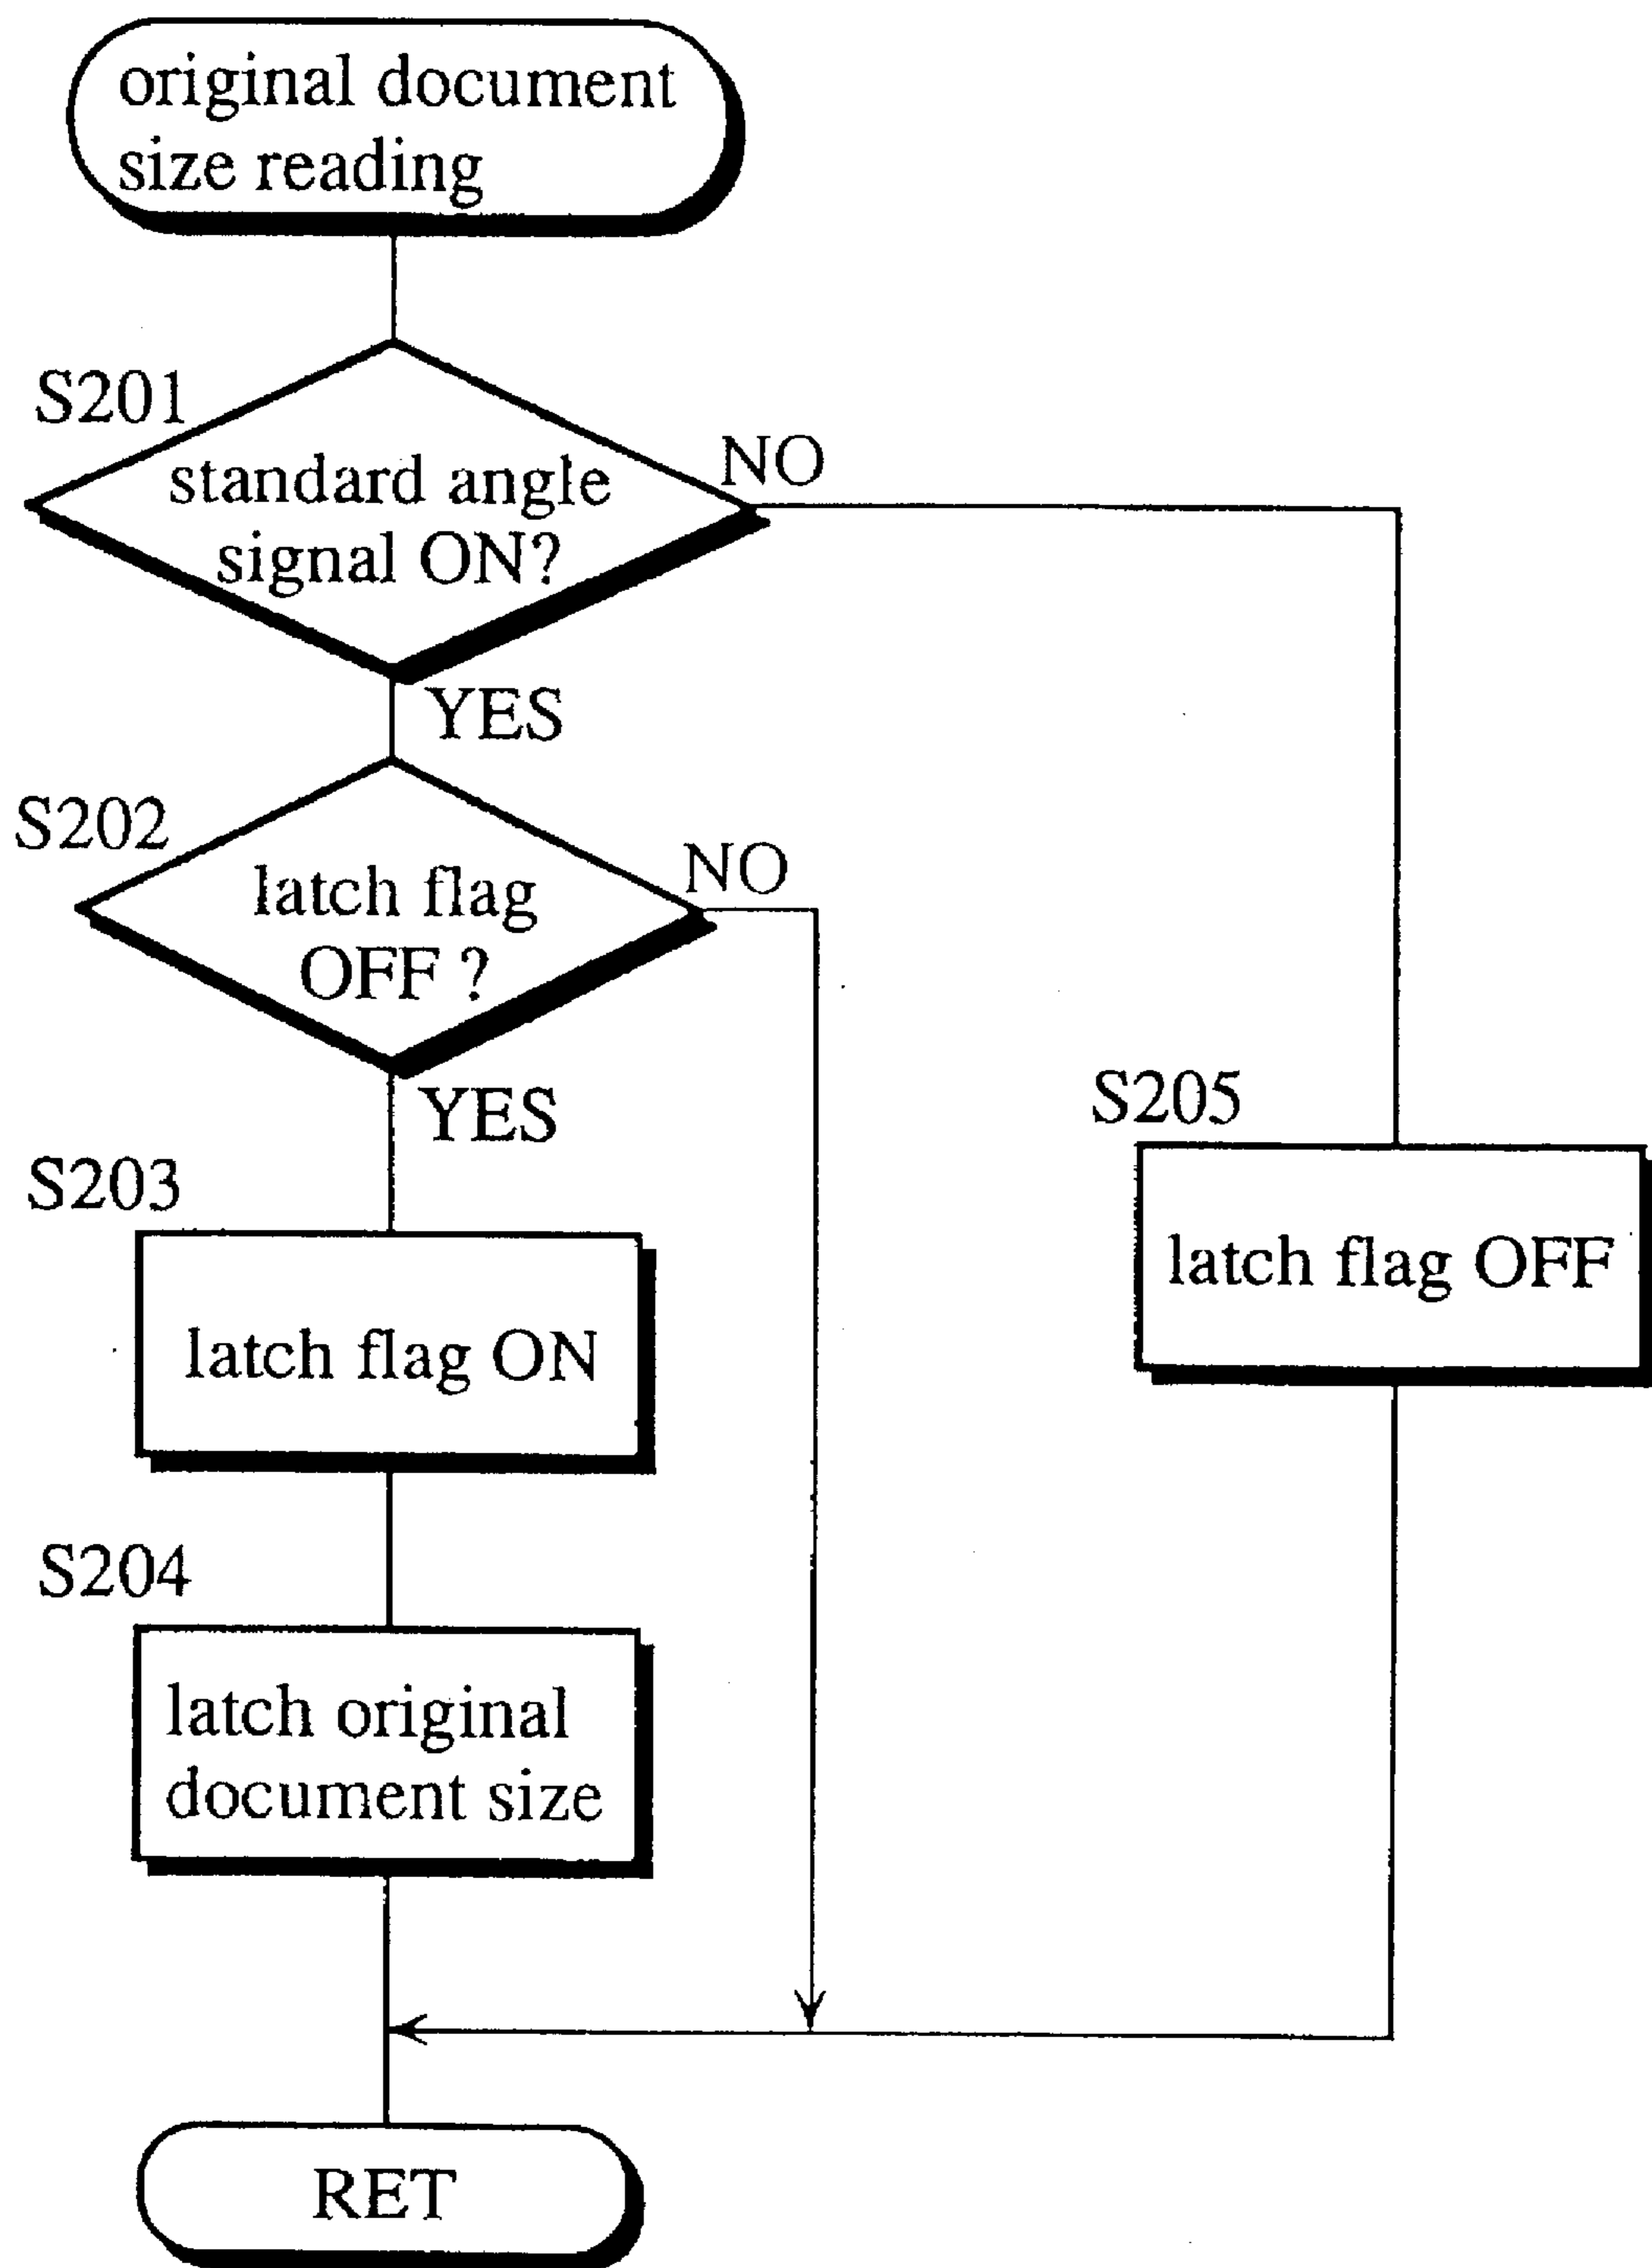 original document
size reading
S201
standard angle
signal ON?
NO
YES
S202
latch flag
OFF ?
NO
YES
S203
latch flag ON
S205
latch flag OFF
S204
latch original
document size
RET